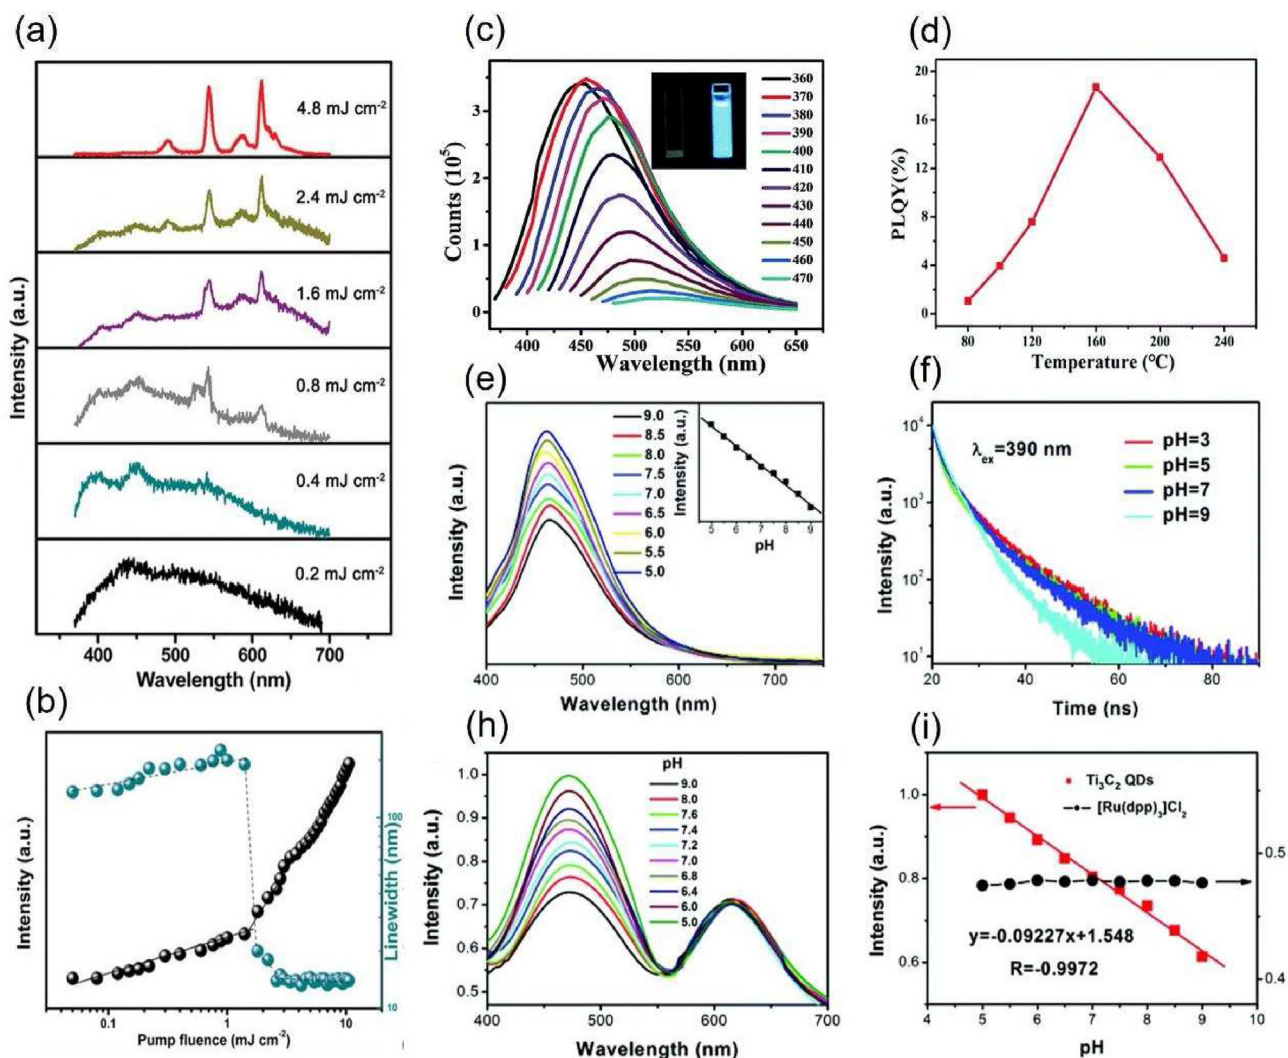 (a)
4.8 mJ cm⁻²
2.4 mJ cm⁻²
1.6 mJ cm⁻²
0.8 mJ cm⁻²
0.4 mJ cm⁻²
0.2 mJ cm⁻²
Intensity (a.u.)
400 500 600 700
Wavelength (nm)
(b)
Intensity (a.u.)
Linewidth (nm)
100
10
0.1 1 10
Pump fluence (mJ cm⁻²)
(c)
Counts (10⁵)
3
2
1
0
360
370
380
390
400
410
420
430
440
450
460
470
400 450 500 550 600 650
Wavelength (nm)
(d)
PLQY(%)
20
16
12
8
4
0
80 120 160 200 240
Temperature (°C)
(e)
Intensity (a.u.)
9.0
8.5
8.0
7.5
7.0
6.5
6.0
5.5
5.0
Intensity (a.u.)
5 6 7 8 9
pH
400 500 600 700
Wavelength (nm)
(f)
Intensity (a.u.)
10⁴
10³
10²
10¹
λex=390 nm
pH=3
pH=5
pH=7
pH=9
20 40 60 80
Time (ns)
(h)
Intensity (a.u.)
1.0
0.9
0.8
0.7
0.6
0.5
pH
9.0
8.0
7.6
7.4
7.2
7.0
6.8
6.4
6.0
5.0
400 500 600 700
Wavelength (nm)
(i)
Intensity (a.u.)
1.0
0.8
0.6
Ti₃C₂ QDs
[Ru(dpp)₃]Cl₂
y=-0.09227x+1.548
R=-0.9972
0.5
0.4
4 5 6 7 8 9 10
pH